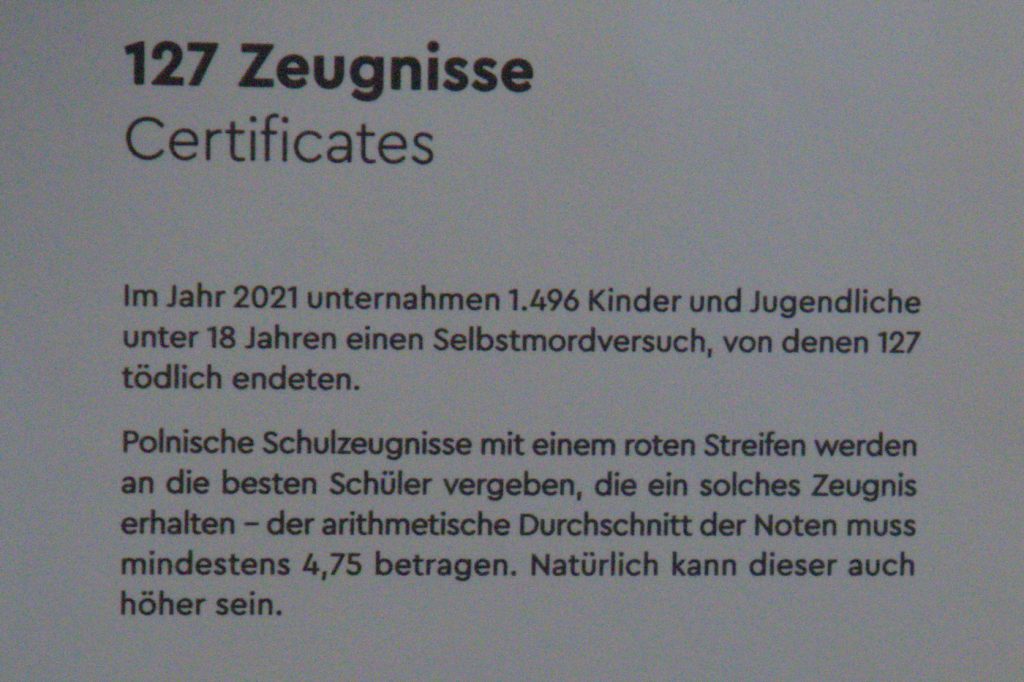 127 Zeugnisse
Certificates
Im Jahr 2021 unternahmen 1.496 Kinder und Jugendliche
unter 18 Jahren einen Selbstmordversuch, von denen 127
tödlich endeten.
Polnische Schulzeugnisse mit einem roten Streifen werden
an die besten Schüler vergeben, die ein solches Zeugnis
erhalten – der arithmetische Durchschnitt der Noten muss
mindestens 4,75 betragen. Natürlich kann dieser auch
höher sein.